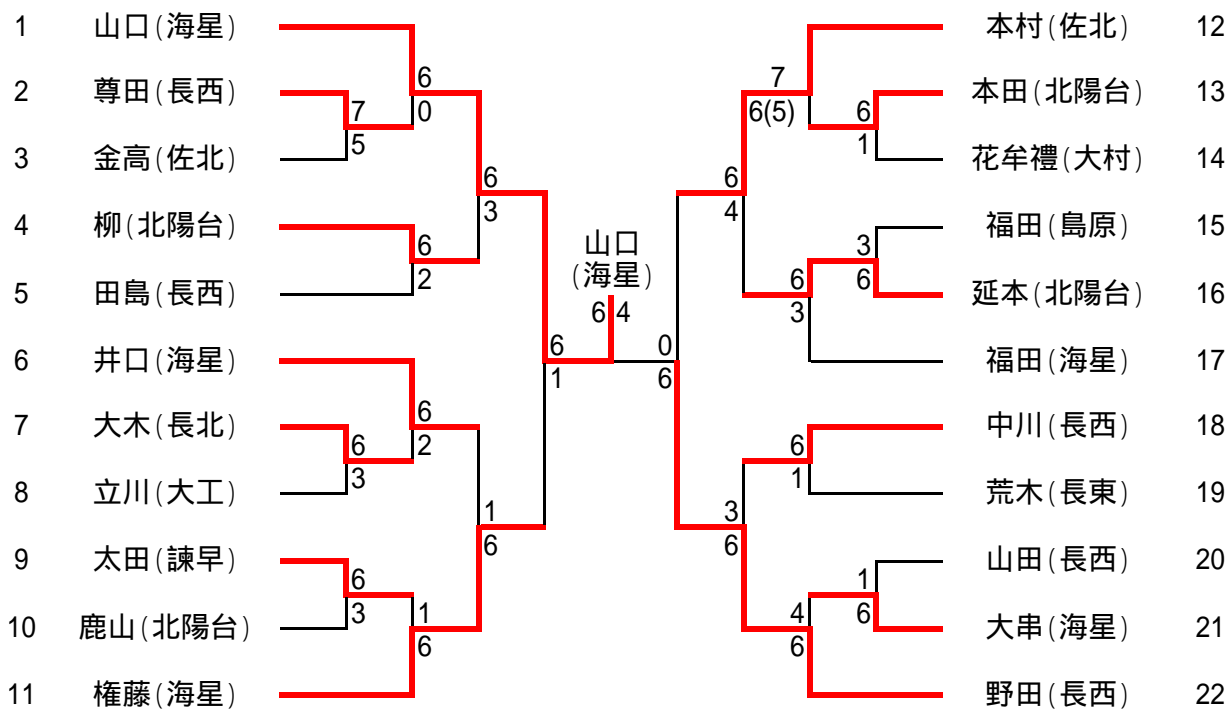 1 山口(海星)
2 尊田(長西)
3 金高(佐北)
4 柳(北陽台)
5 田島(長西)
6 井口(海星)
7 大木(長北)
8 立川(大工)
9 太田(諫早)
10 鹿山(北陽台)
11 権藤(海星)
7
5
6
0
6
2
6
3
6
3
6
2
6
3
1
6
1
6
6
1
山口
(海星)
6 4
0
6
6
4
3
6
7
6(5)
6
3
6
1
4
6
6
1
3
6
1
6
本村(佐北) 12
本田(北陽台) 13
花牟禮(大村) 14
福田(島原) 15
延本(北陽台) 16
福田(海星) 17
中川(長西) 18
荒木(長東) 19
山田(長西) 20
大串(海星) 21
野田(長西) 22